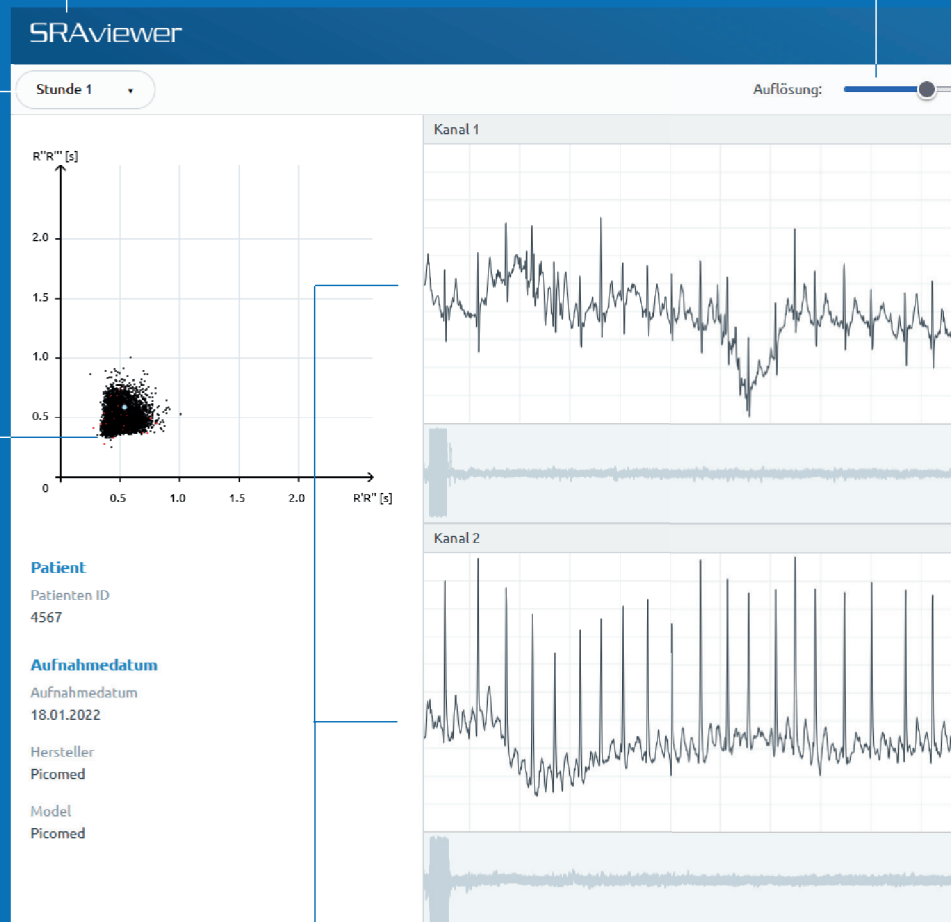 SRAviewer
Stunde 1
Auflösung:
Kanal 1
R''R''' [s]
2.0
1.5
1.0
0.5
0
0.5
1.0
1.5
2.0
R'R'' [s]
Kanal 2
Patient
Patienten ID
4567
Aufnahmedatum
Aufnahmedatum
18.01.2022
Hersteller
Picomed
Model
Picomed